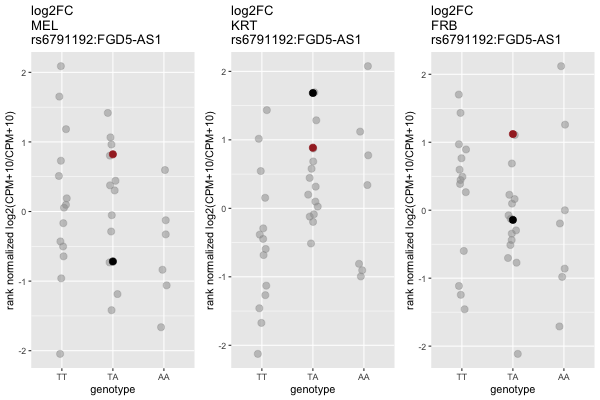 log2FC
MEL
rs6791192:FGD5-AS1
rank normalized log2(CPM+10/CPM+10)
2
1
0
-1
-2
TT
TA
AA
genotype
log2FC
KRT
rs6791192:FGD5-AS1
rank normalized log2(CPM+10/CPM+10)
2
1
0
-1
-2
TT
TA
AA
genotype
log2FC
FRB
rs6791192:FGD5-AS1
rank normalized log2(CPM+10/CPM+10)
2
1
0
-1
-2
TT
TA
AA
genotype